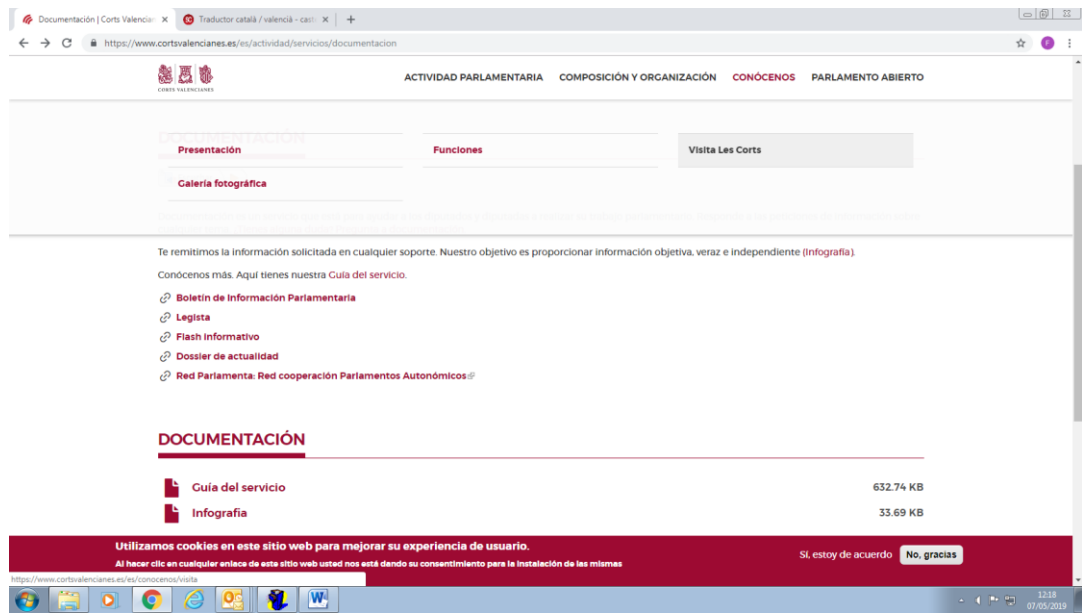 Documentación | Corts Valencian
Traductor català / valencià - cast
https://www.cortsvalencianes.es/es/actividad/servicios/documentacion
F
CORTS VALENCIANES
ACTIVIDAD PARLAMENTARIA COMPOSICIÓN Y ORGANIZACIÓN CONÓCENOS PARLAMENTO ABIERTO
DOCUMENTACIÓN
Presentación Funciones Visita Les Corts
Galería fotográfica
Te remitimos la información solicitada en cualquier soporte. Nuestro objetivo es proporcionar información objetiva, veraz e independiente (Infografía).
Conócenos más. Aquí tienes nuestra Guía del servicio.
Boletín de Información Parlamentaria
Legista
Flash informativo
Dossier de actualidad
Red Parlamenta: Red cooperación Parlamentos Autonómicos
DOCUMENTACIÓN
Guía del servicio 632.74 KB
Infografia 33.69 KB
Utilizamos cookies en este sitio web para mejorar su experiencia de usuario.
Al hacer clic en cualquier enlace de este sitio web usted nos está dando su consentimiento para la instalación de las mismas
Sí, estoy de acuerdo No, gracias
https://www.cortsvalencianes.es/es/conocenos/visita
12:18
07/05/2019